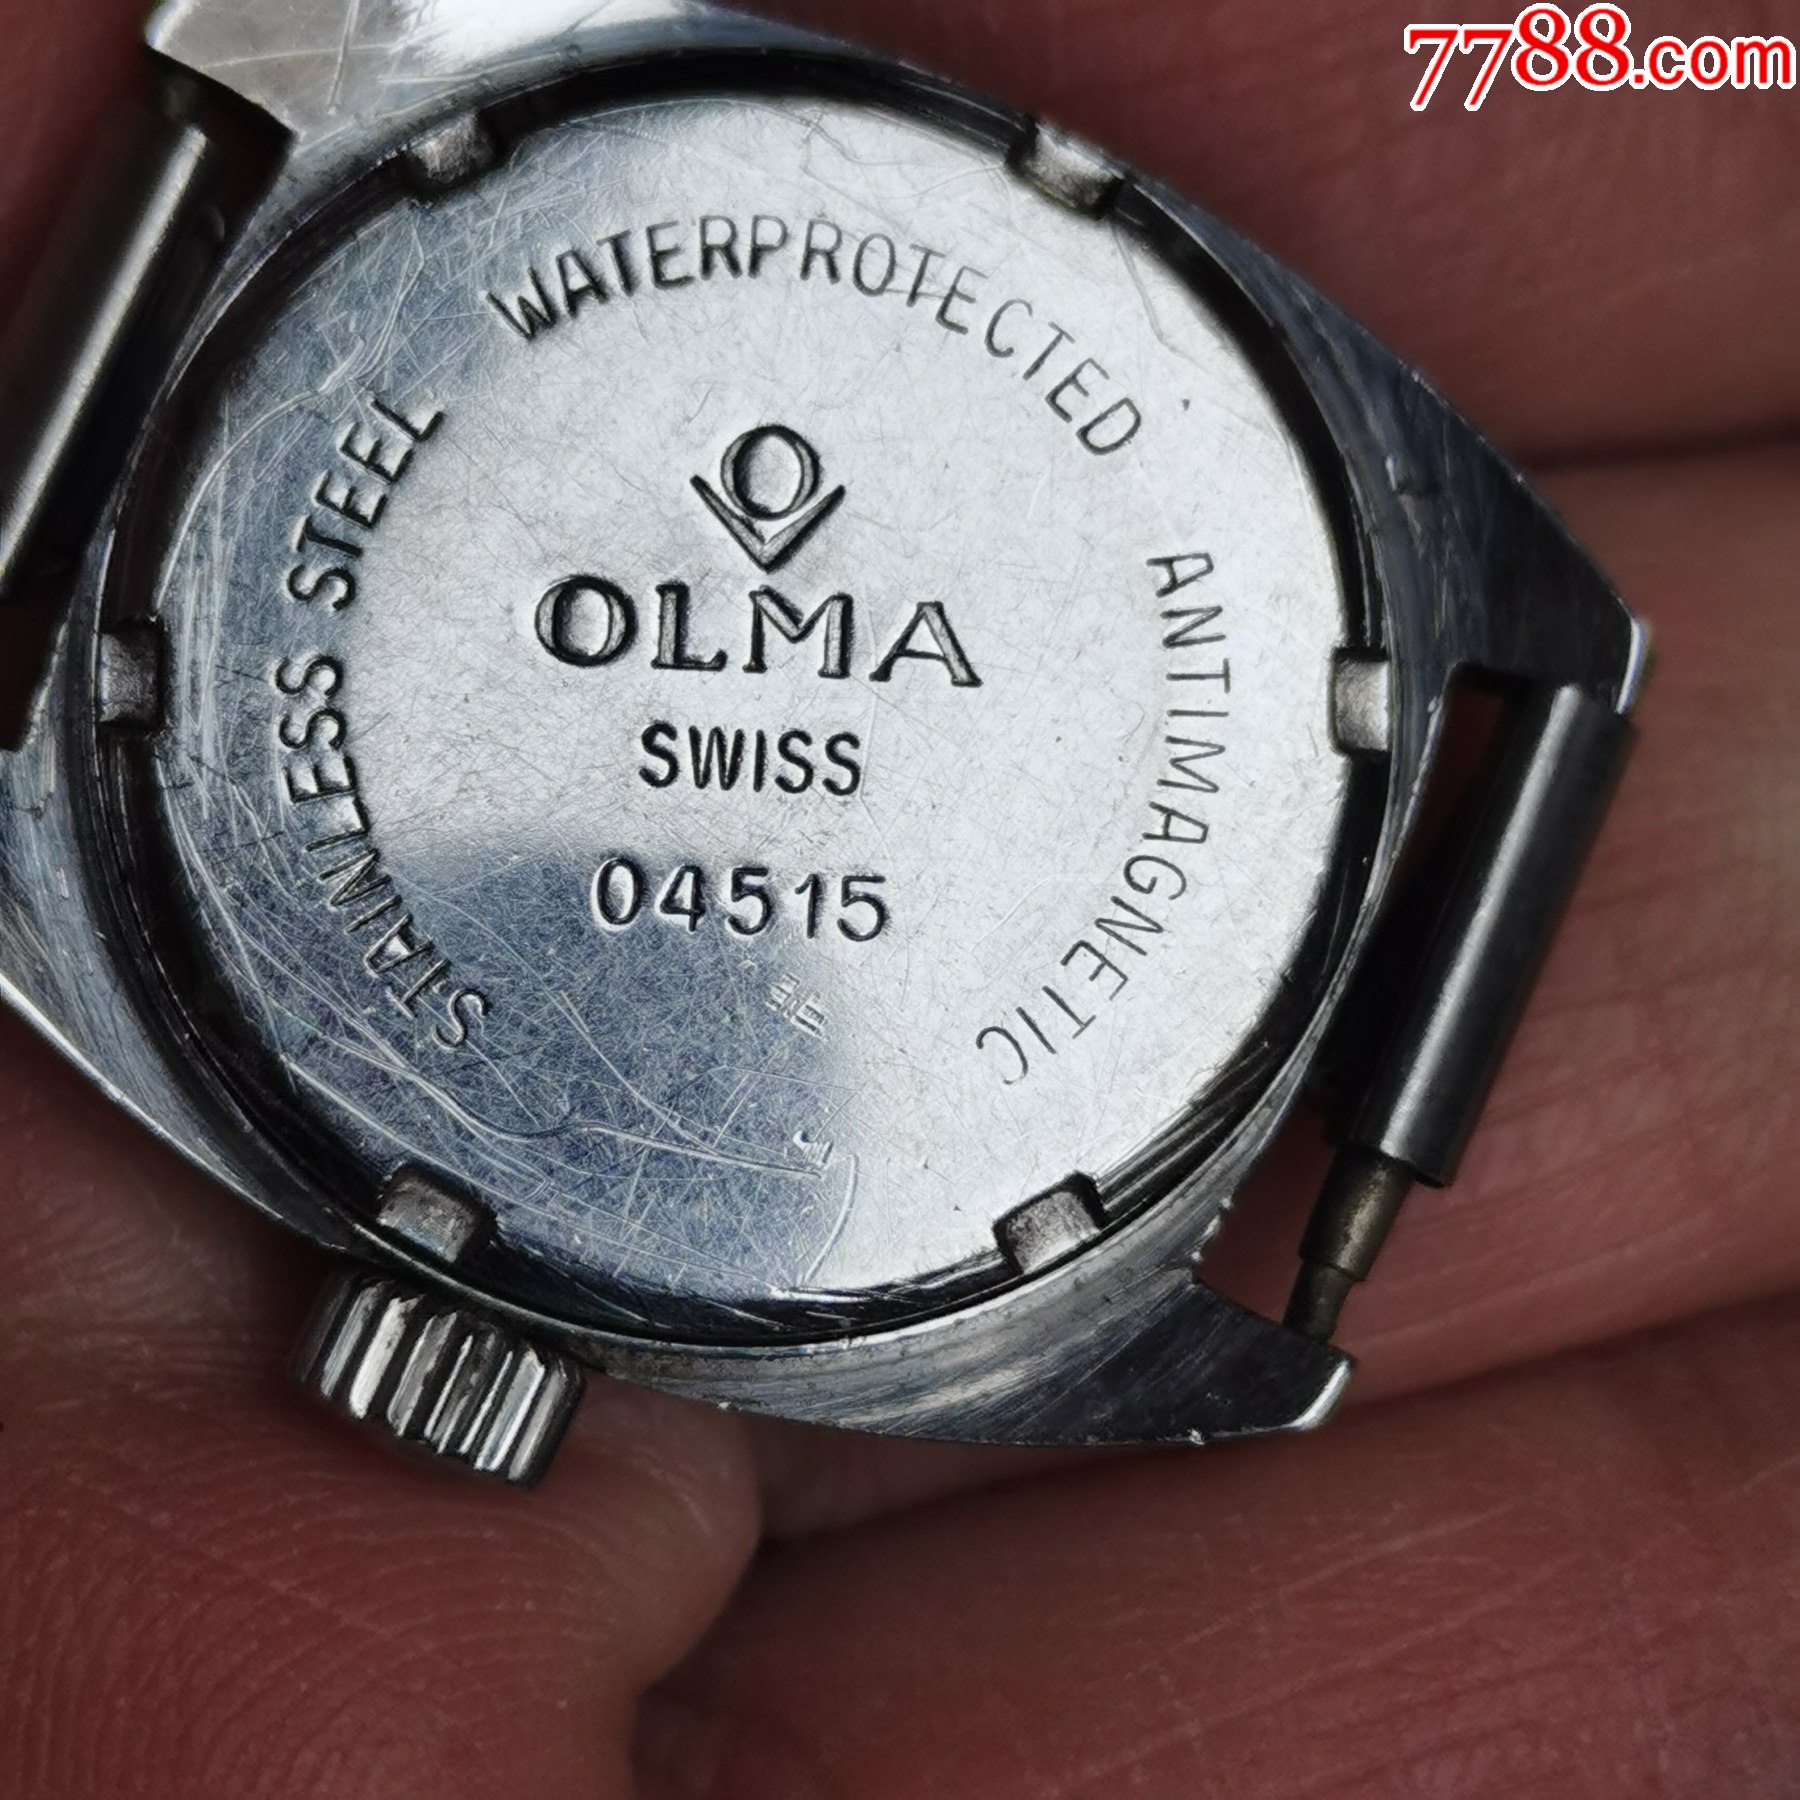 7788.com
WATERPROTECTED
ANTIMAGNETIC
STAINLESS STEEL
O
OLMA
SWISS
04515